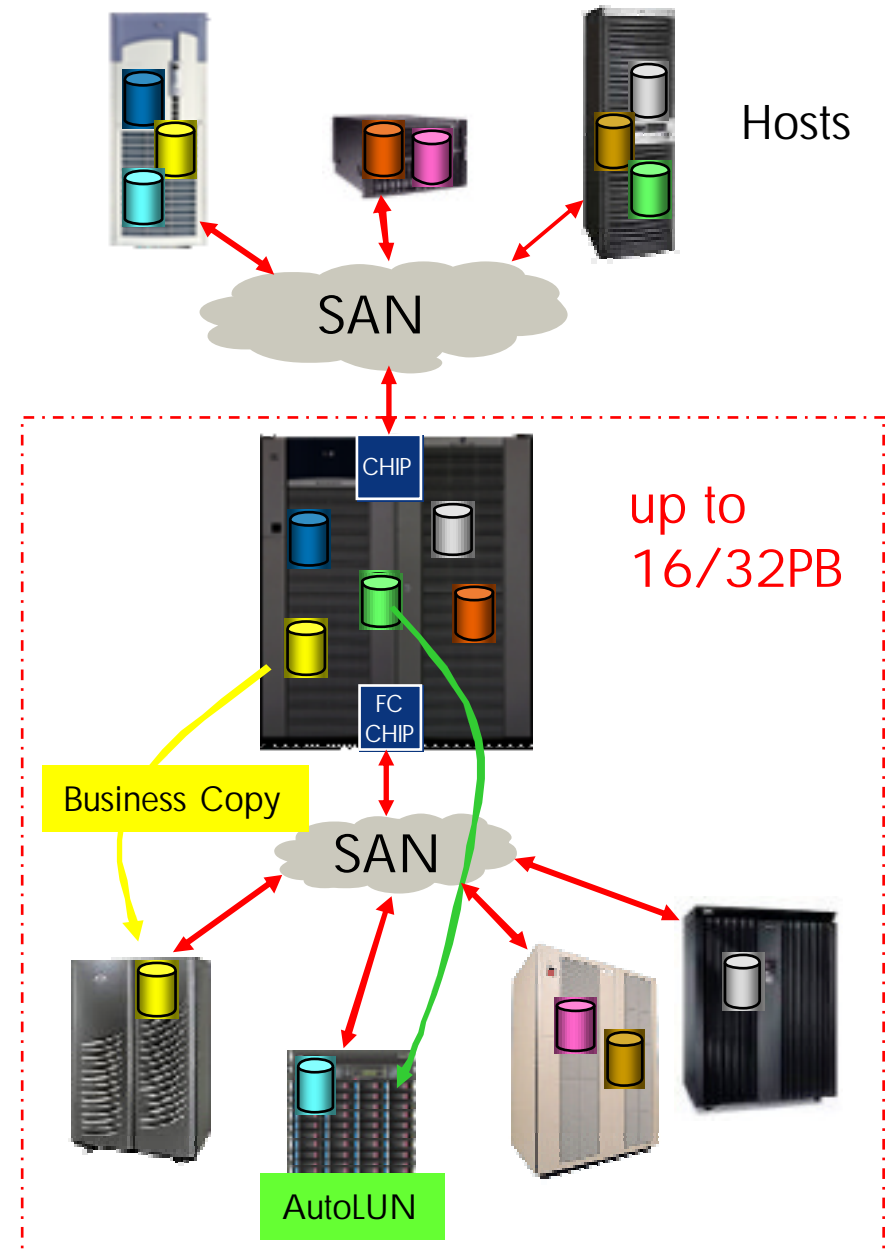 Hosts
SAN
CHIP
up to
16/32PB
FC
CHIP
Business Copy
SAN
AutoLUN